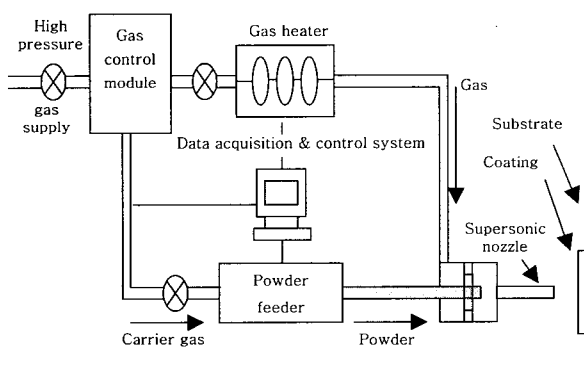 High
pressure
gas
supply
Gas
control
module
Gas heater
Gas
Data acquisition & control system
Substrate
Coating
Supersonic
nozzle
Powder
feeder
Carrier gas
Powder